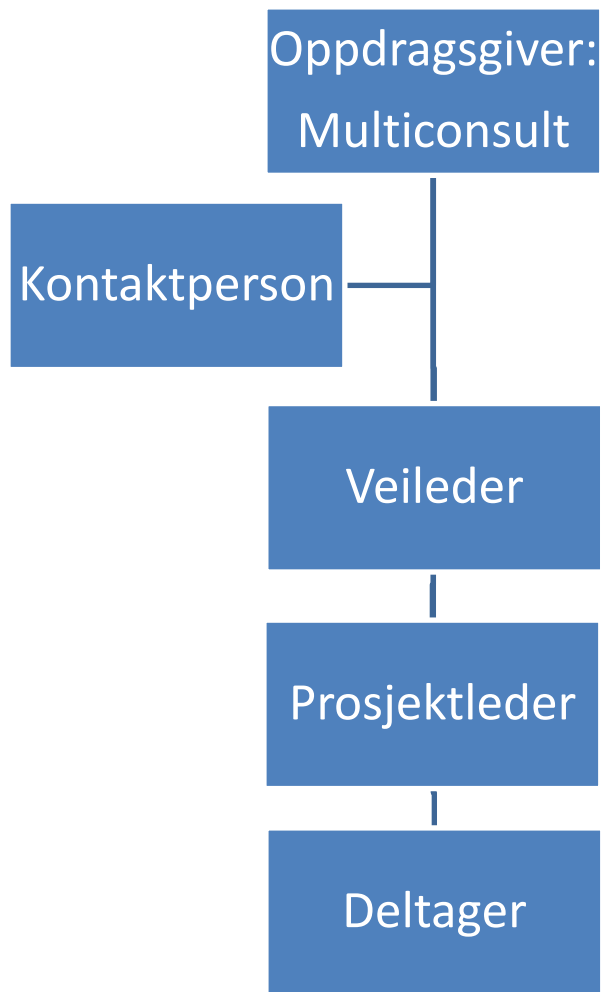 Oppdragsgiver:
Multiconsult
Kontaktperson
Veileder
Prosjektleder
Deltager